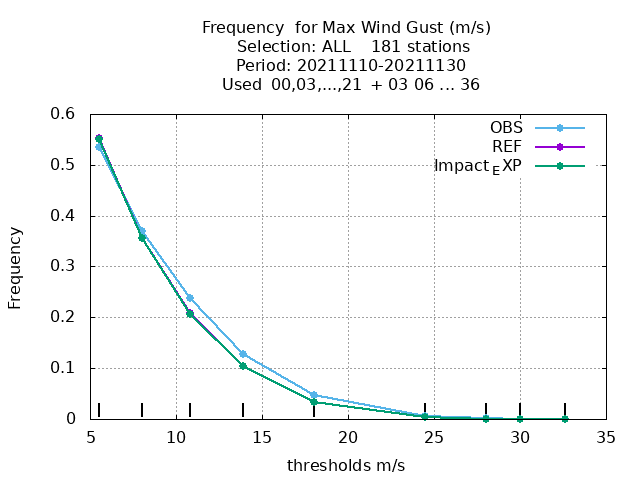 Frequency  for Max Wind Gust (m/s)
Selection: ALL    181 stations
Period: 20211110-20211130
Used  00,03,...,21  + 03 06 ... 36
OBS
REF
Impact_EXP
Frequency
0.6
0.5
0.4
0.3
0.2
0.1
0
5 10 15 20 25 30 35
thresholds m/s